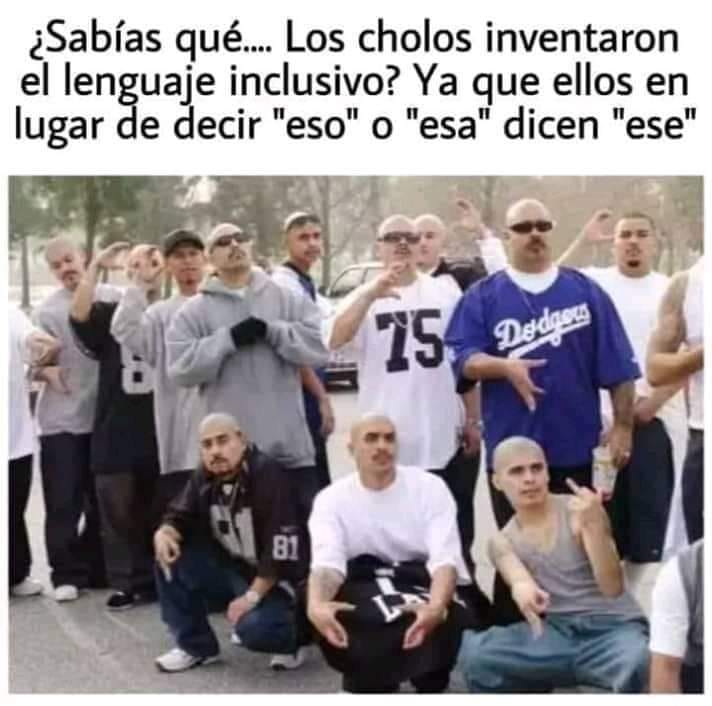 ¿Sabías qué.... Los cholos inventaron
el lenguaje inclusivo? Ya que ellos en
lugar de decir "eso" o "esa" dicen "ese"
75
Dodgers
81